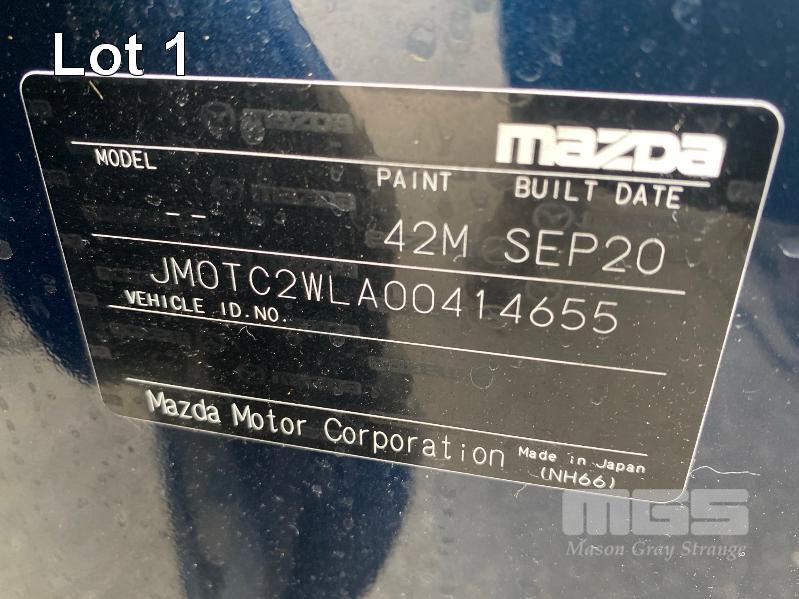 Lot 1
mazda
MODEL PAINT BUILT DATE
-- 42M SEP20
JM0TC2WLA00414655
VEHICLE ID.NO.
Mazda Motor Corporation Made in Japan
(NH66)
MGS
Mason Gray Strange